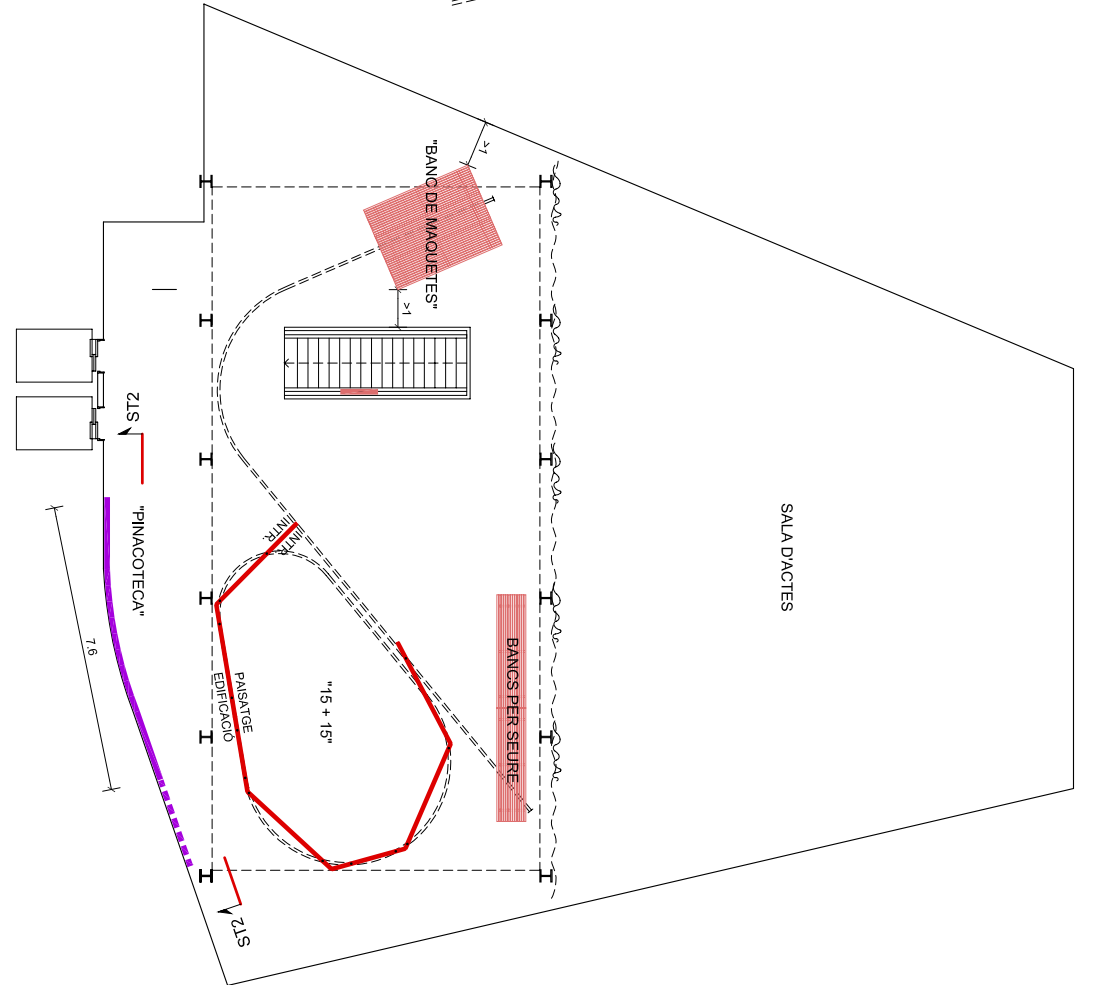 "BANC DE MAQUETES"
>1
>1
ST2
"PINACOTECA"
7.6
INTR.
INTR.
PAISATGE
EDIFICACIÓ
"15 + 15"
BANCS PER SEURE
SALA D'ACTES
ST2